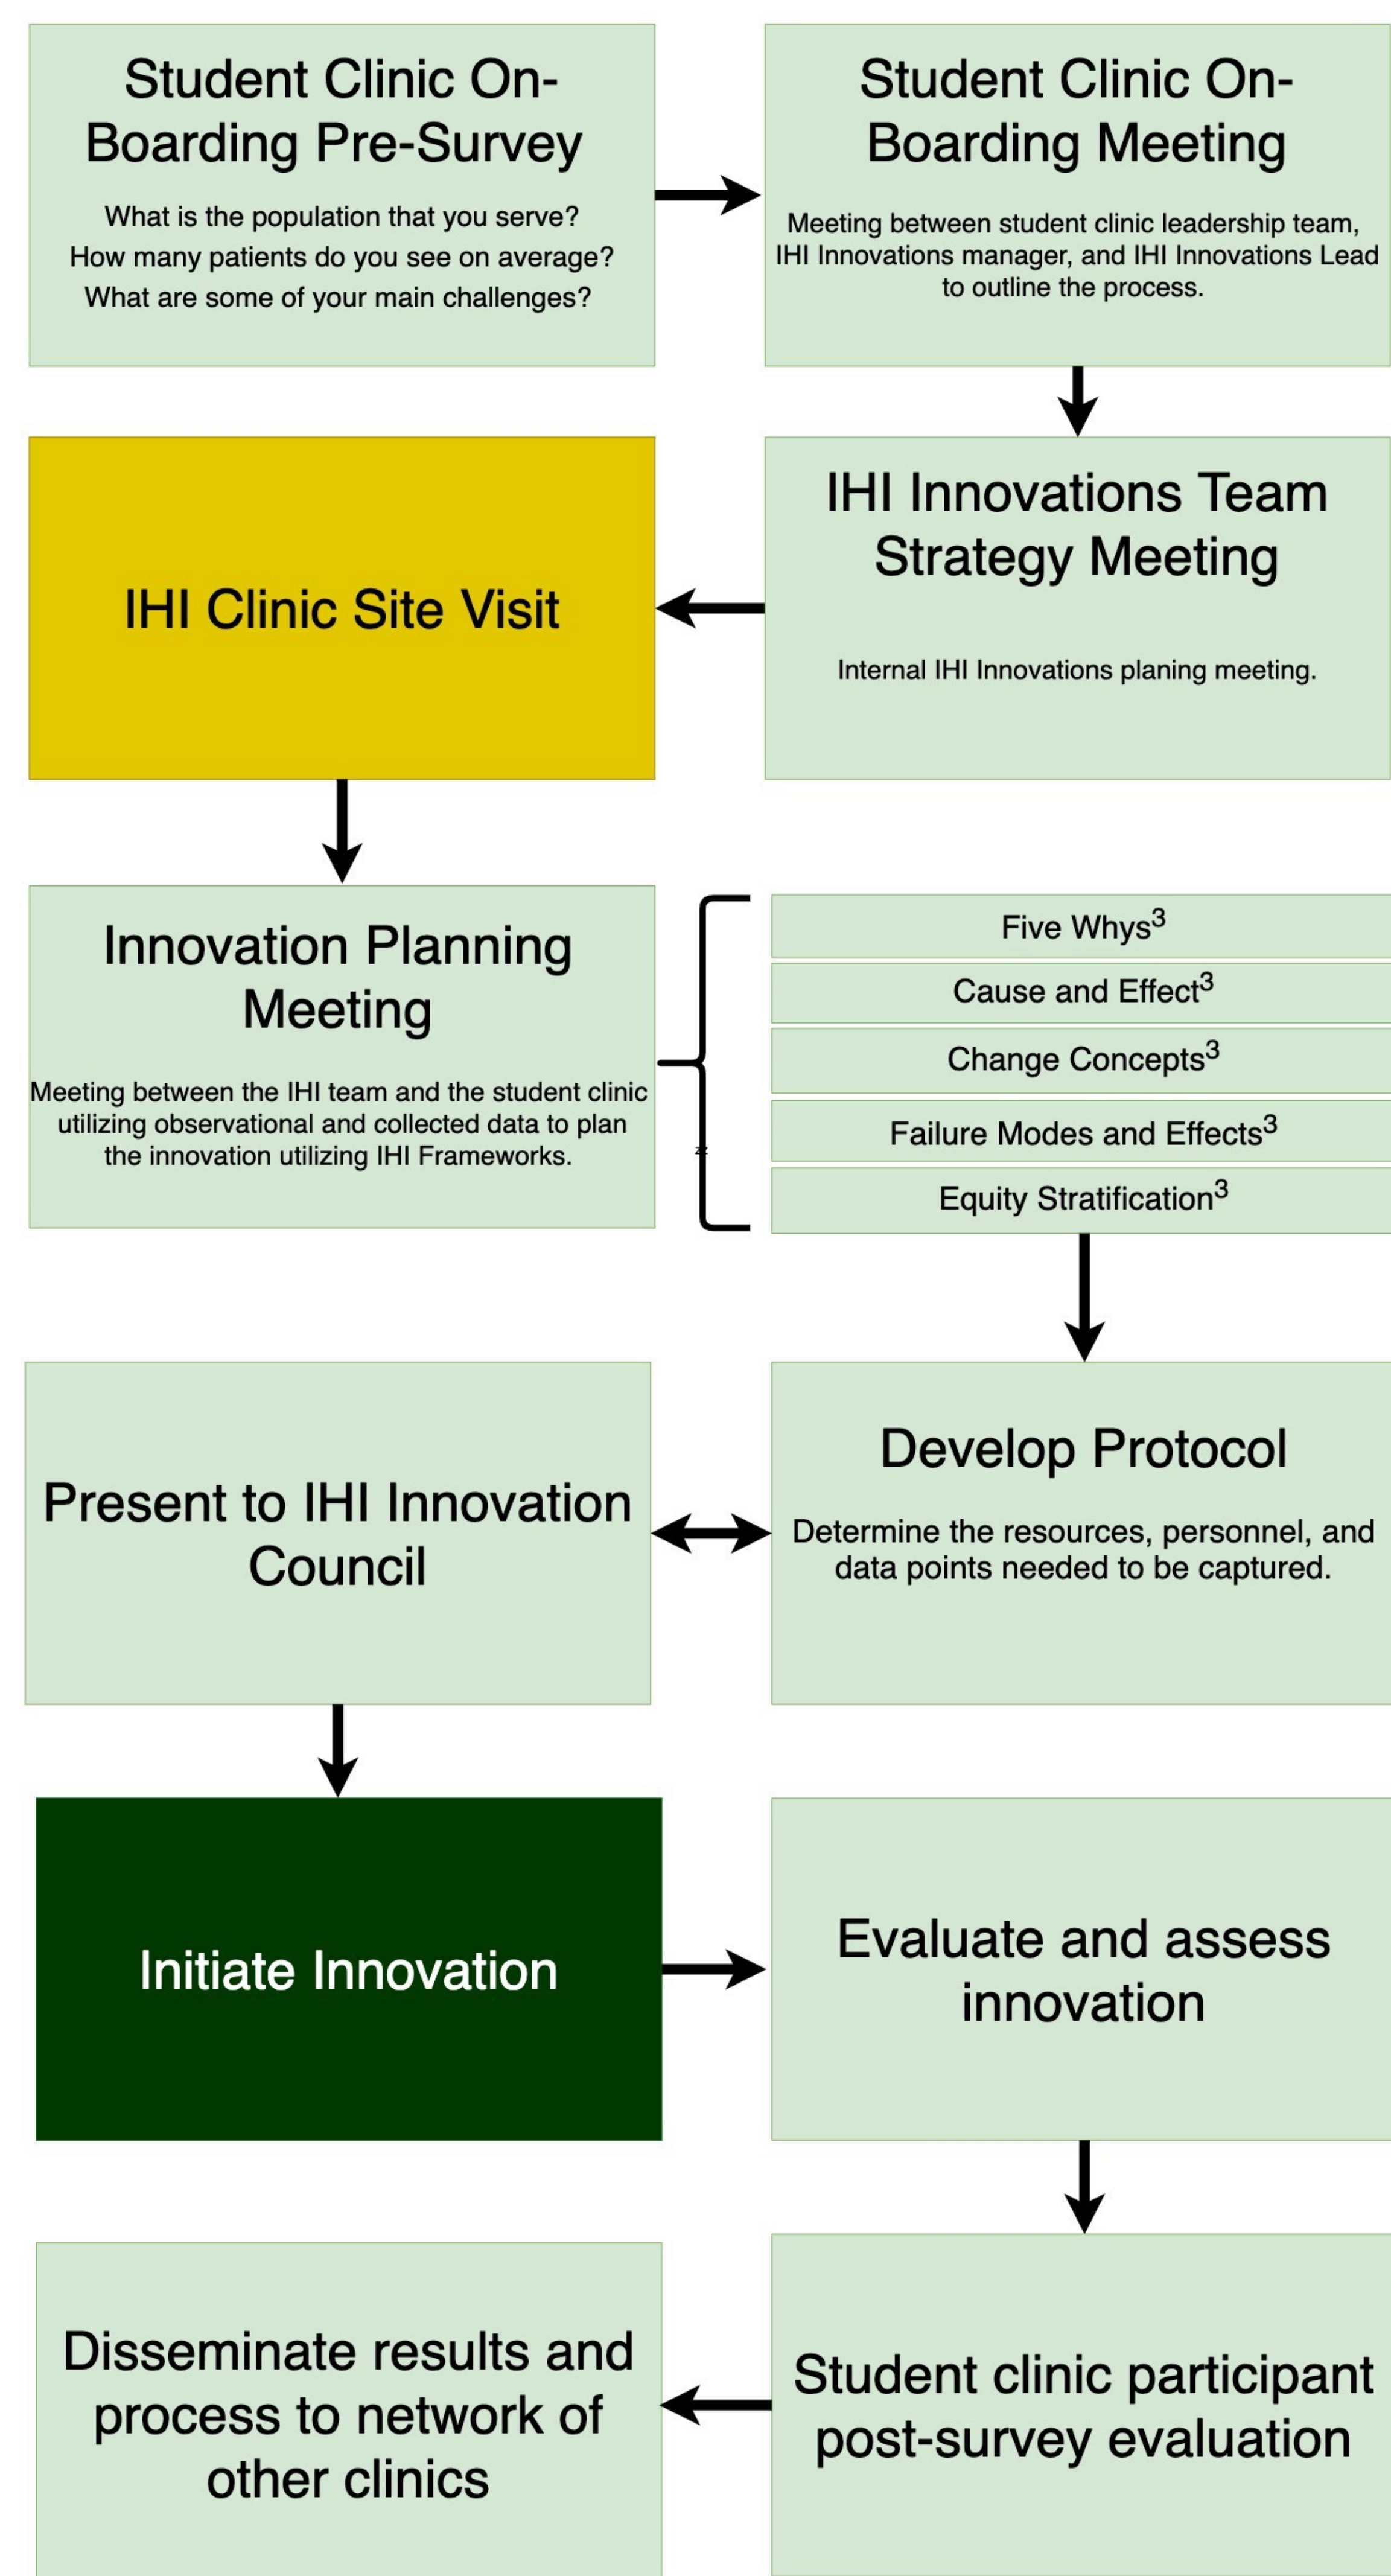 Student Clinic On-
Boarding Pre-Survey
What is the population that you serve?
How many patients do you see on average?
What are some of your main challenges?
Student Clinic On-
Boarding Meeting
Meeting between student clinic leadership team,
IHI Innovations manager, and IHI Innovations Lead
to outline the process.
IHI Innovations Team
Strategy Meeting
Internal IHI Innovations planing meeting.
IHI Clinic Site Visit
Innovation Planning
Meeting
Meeting between the IHI team and the student clinic
utilizing observational and collected data to plan
the innovation utilizing IHI Frameworks.
Five Whys³
Cause and Effect³
Change Concepts³
Failure Modes and Effects³
Equity Stratification³
Develop Protocol
Determine the resources, personnel, and
data points needed to be captured.
Present to IHI Innovation
Council
Initiate Innovation
Evaluate and assess
innovation
Student clinic participant
post-survey evaluation
Disseminate results and
process to network of
other clinics